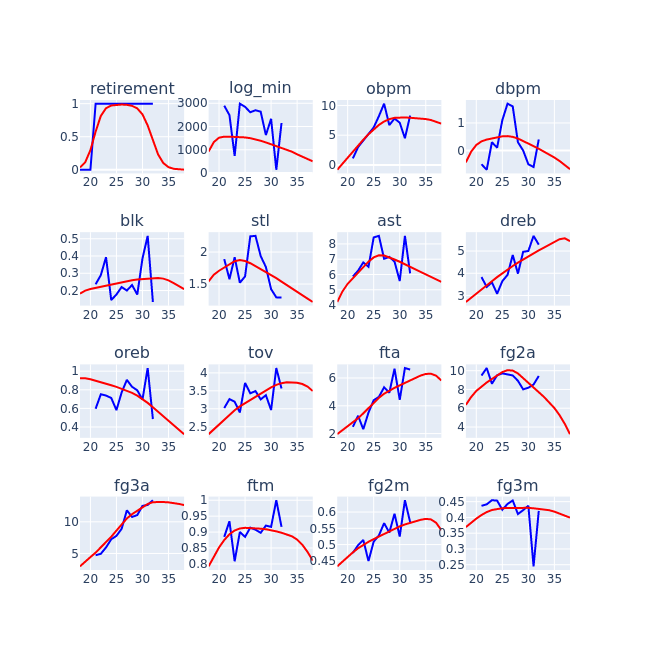 retirement log_min obpm dbpm
1 3000 10 1
0.5 2000 5 0
0 1000 0
0
20 25 30 35 20 25 30 35 20 25 30 35 20 25 30 35
blk stl ast dreb
0.5 2 8 5
0.4 1.5 7 4
0.3 6 3
0.2 5
4
20 25 30 35 20 25 30 35 20 25 30 35 20 25 30 35
oreb tov fta fg2a
1 4 6 10
0.8 3.5 4 8
0.6 3 2 6
0.4 2.5 4
20 25 30 35 20 25 30 35 20 25 30 35 20 25 30 35
fg3a ftm fg2m fg3m
10 1 0.6 0.45
5 0.95 0.55 0.4
0.9 0.5 0.35
0.85 0.45 0.3
0.8 0.25
20 25 30 35 20 25 30 35 20 25 30 35 20 25 30 35